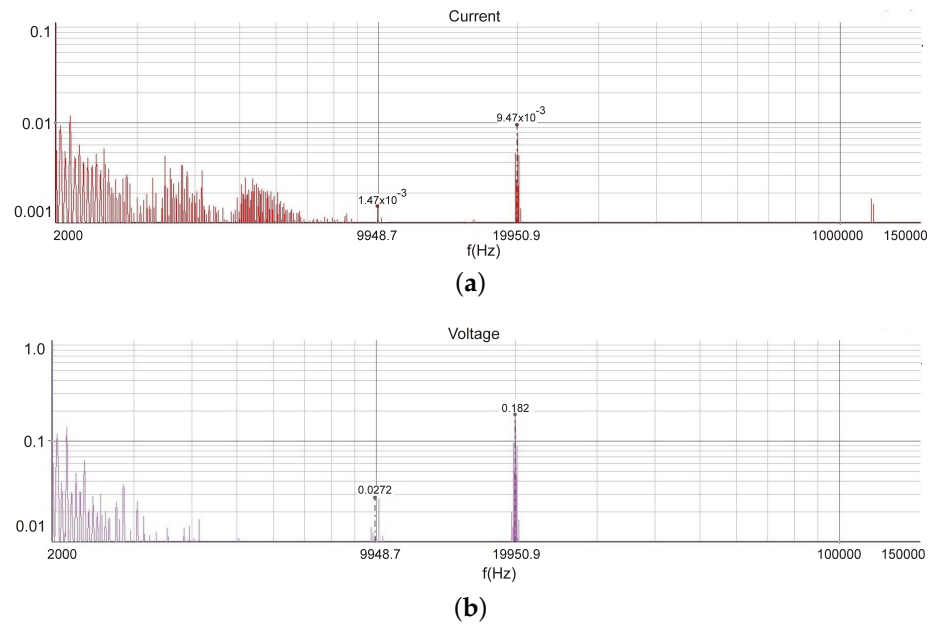 Current
0.1
0.01
0.001
9.47x10-3
1.47x10-3
2000 9948.7 19950.9 1000000 150000
f(Hz)
(a)
Voltage
1.0
0.1
0.01
0.182
0.0272
2000 9948.7 19950.9 100000 150000
f(Hz)
(b)